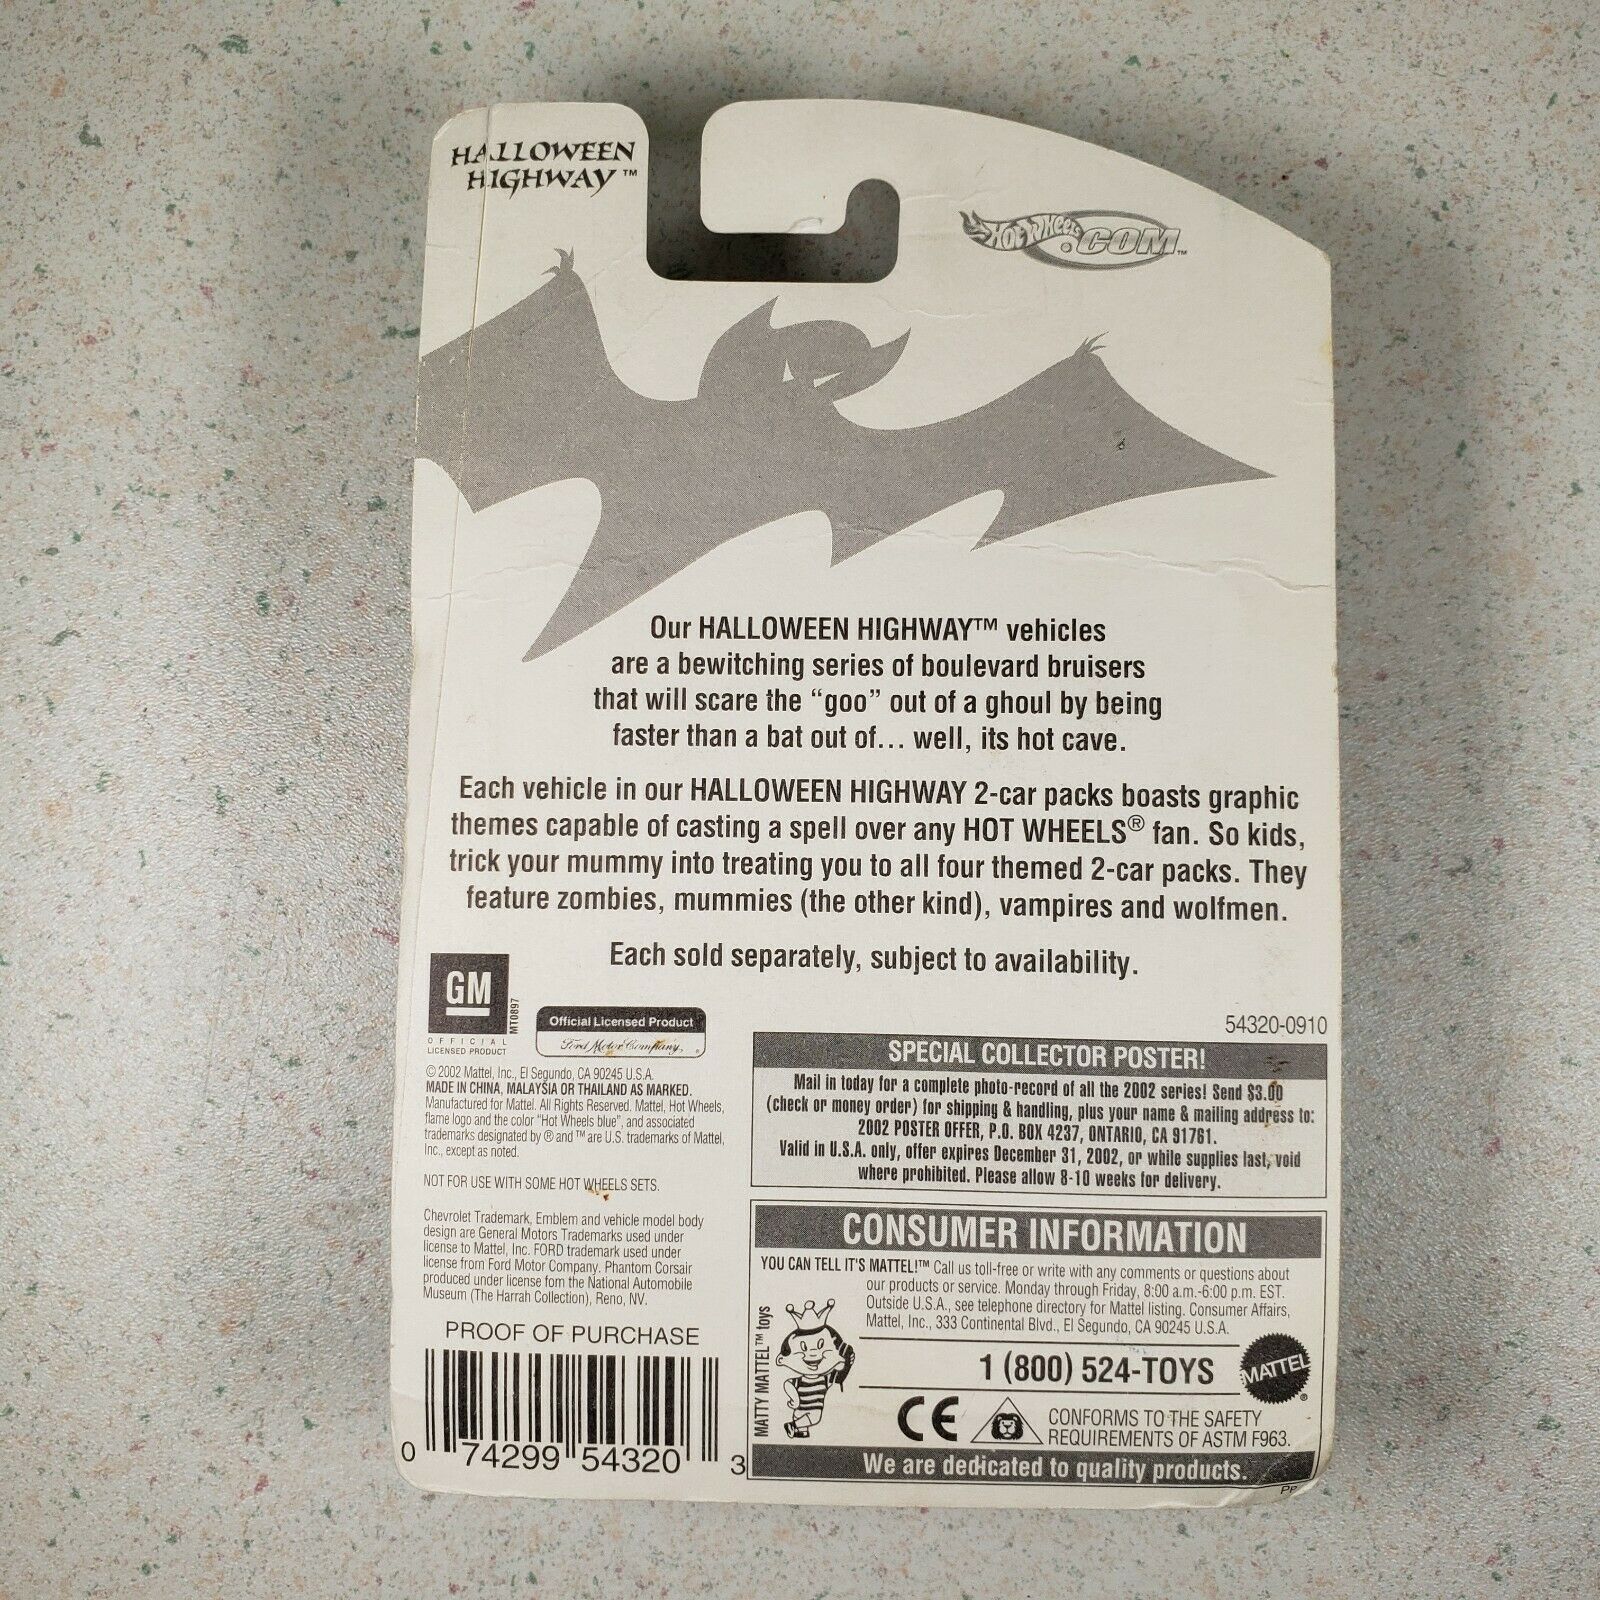 HALLOWEEN
HIGHWAY™
HOT WHEELS.COM™
Our HALLOWEEN HIGHWAY™ vehicles
are a bewitching series of boulevard bruisers
that will scare the “goo” out of a ghoul by being
faster than a bat out of... well, its hot cave.
Each vehicle in our HALLOWEEN HIGHWAY 2-car packs boasts graphic
themes capable of casting a spell over any HOT WHEELS® fan. So kids,
trick your mummy into treating you to all four themed 2-car packs. They
feature zombies, mummies (the other kind), vampires and wolfmen.
Each sold separately, subject to availability.
GM
MT0897
OFFICIAL
LICENSED PRODUCT
Official Licensed Product
Ford Motor Company
© 2002 Mattel, Inc., El Segundo, CA 90245 U.S.A.
MADE IN CHINA, MALAYSIA OR THAILAND AS MARKED.
Manufactured for Mattel. All Rights Reserved. Mattel, Hot Wheels,
flame logo and the color “Hot Wheels blue”, and associated
trademarks designated by ® and ™ are U.S. trademarks of Mattel,
Inc., except as noted.
NOT FOR USE WITH SOME HOT WHEELS SETS.
Chevrolet Trademark, Emblem and vehicle model body
design are General Motors Trademarks used under
license to Mattel, Inc. FORD trademark used under
license from Ford Motor Company. Phantom Corsair
produced under license fom the National Automobile
Museum (The Harrah Collection), Reno, NV.
PROOF OF PURCHASE
0 74299 54320 3
54320-0910
SPECIAL COLLECTOR POSTER!
Mail in today for a complete photo-record of all the 2002 series! Send $3.00
(check or money order) for shipping & handling, plus your name & mailing address to:
2002 POSTER OFFER, P.O. BOX 4237, ONTARIO, CA 91761.
Valid in U.S.A. only, offer expires December 31, 2002, or while supplies last, void
where prohibited. Please allow 8-10 weeks for delivery.
CONSUMER INFORMATION
YOU CAN TELL IT'S MATTEL!™ Call us toll-free or write with any comments or questions about
our products or service. Monday through Friday, 8:00 a.m.-6:00 p.m. EST.
Outside U.S.A., see telephone directory for Mattel listing. Consumer Affairs,
Mattel, Inc., 333 Continental Blvd., El Segundo, CA 90245 U.S.A.
MATTY MATTEL™ toys
1 (800) 524-TOYS
MATTEL®
CE
CONFORMS TO THE SAFETY
REQUIREMENTS OF ASTM F963.
We are dedicated to quality products.
PP